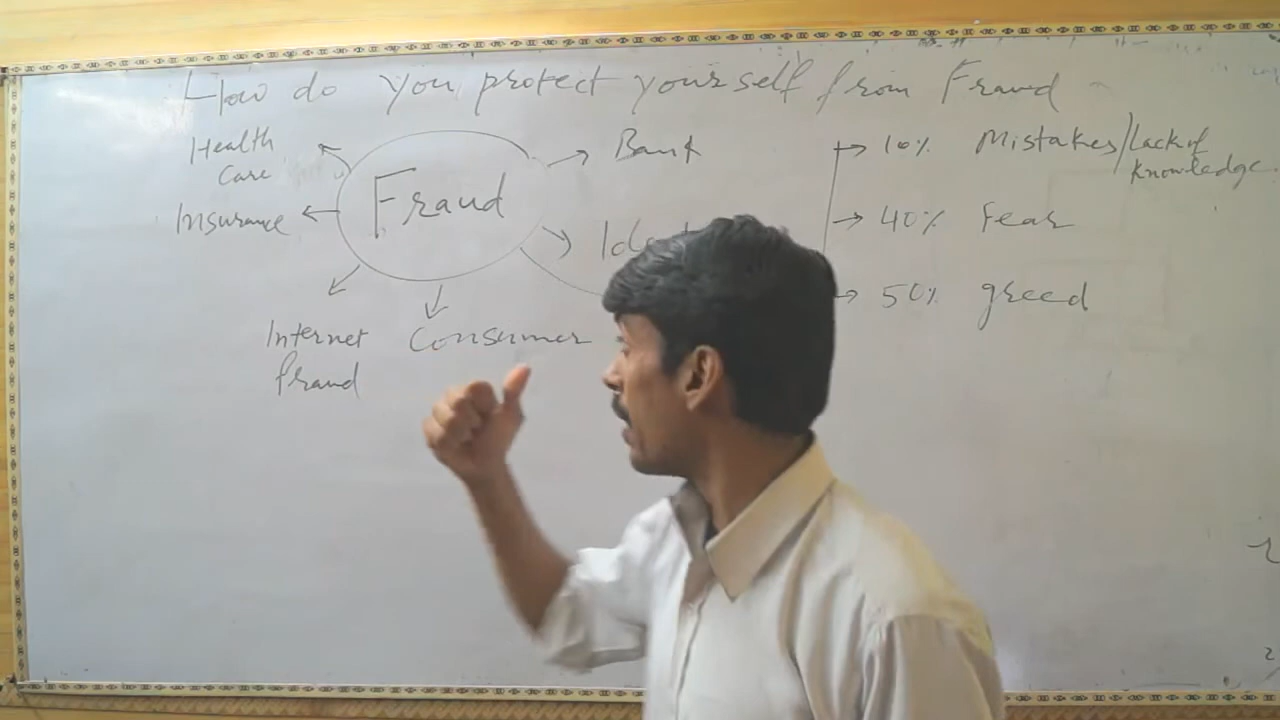 How do you protect yourself from Fraud
Health
Care
Insurance
Fraud
Bank
Internet
fraud
Consumer
10% Mistakes/Lack of
knowledge.
40% Fear
50% greed